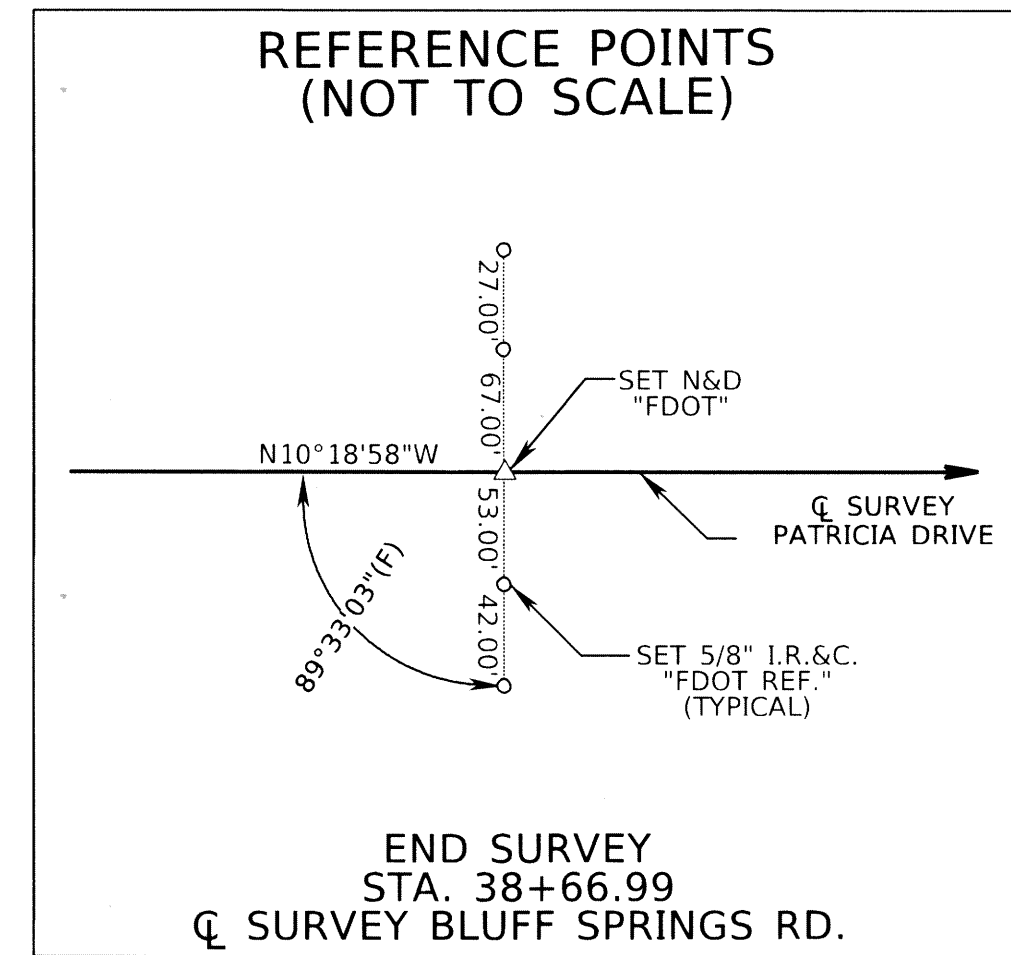 REFERENCE POINTS
(NOT TO SCALE)
27.00'
67.00'
SET N&D
"FDOT"
N10°18'58"W
53.00'
℄ SURVEY
PATRICIA DRIVE
89°33'03"(F)
42.00'
SET 5/8" I.R.&C.
"FDOT REF."
(TYPICAL)
END SURVEY
STA. 38+66.99
℄ SURVEY BLUFF SPRINGS RD.